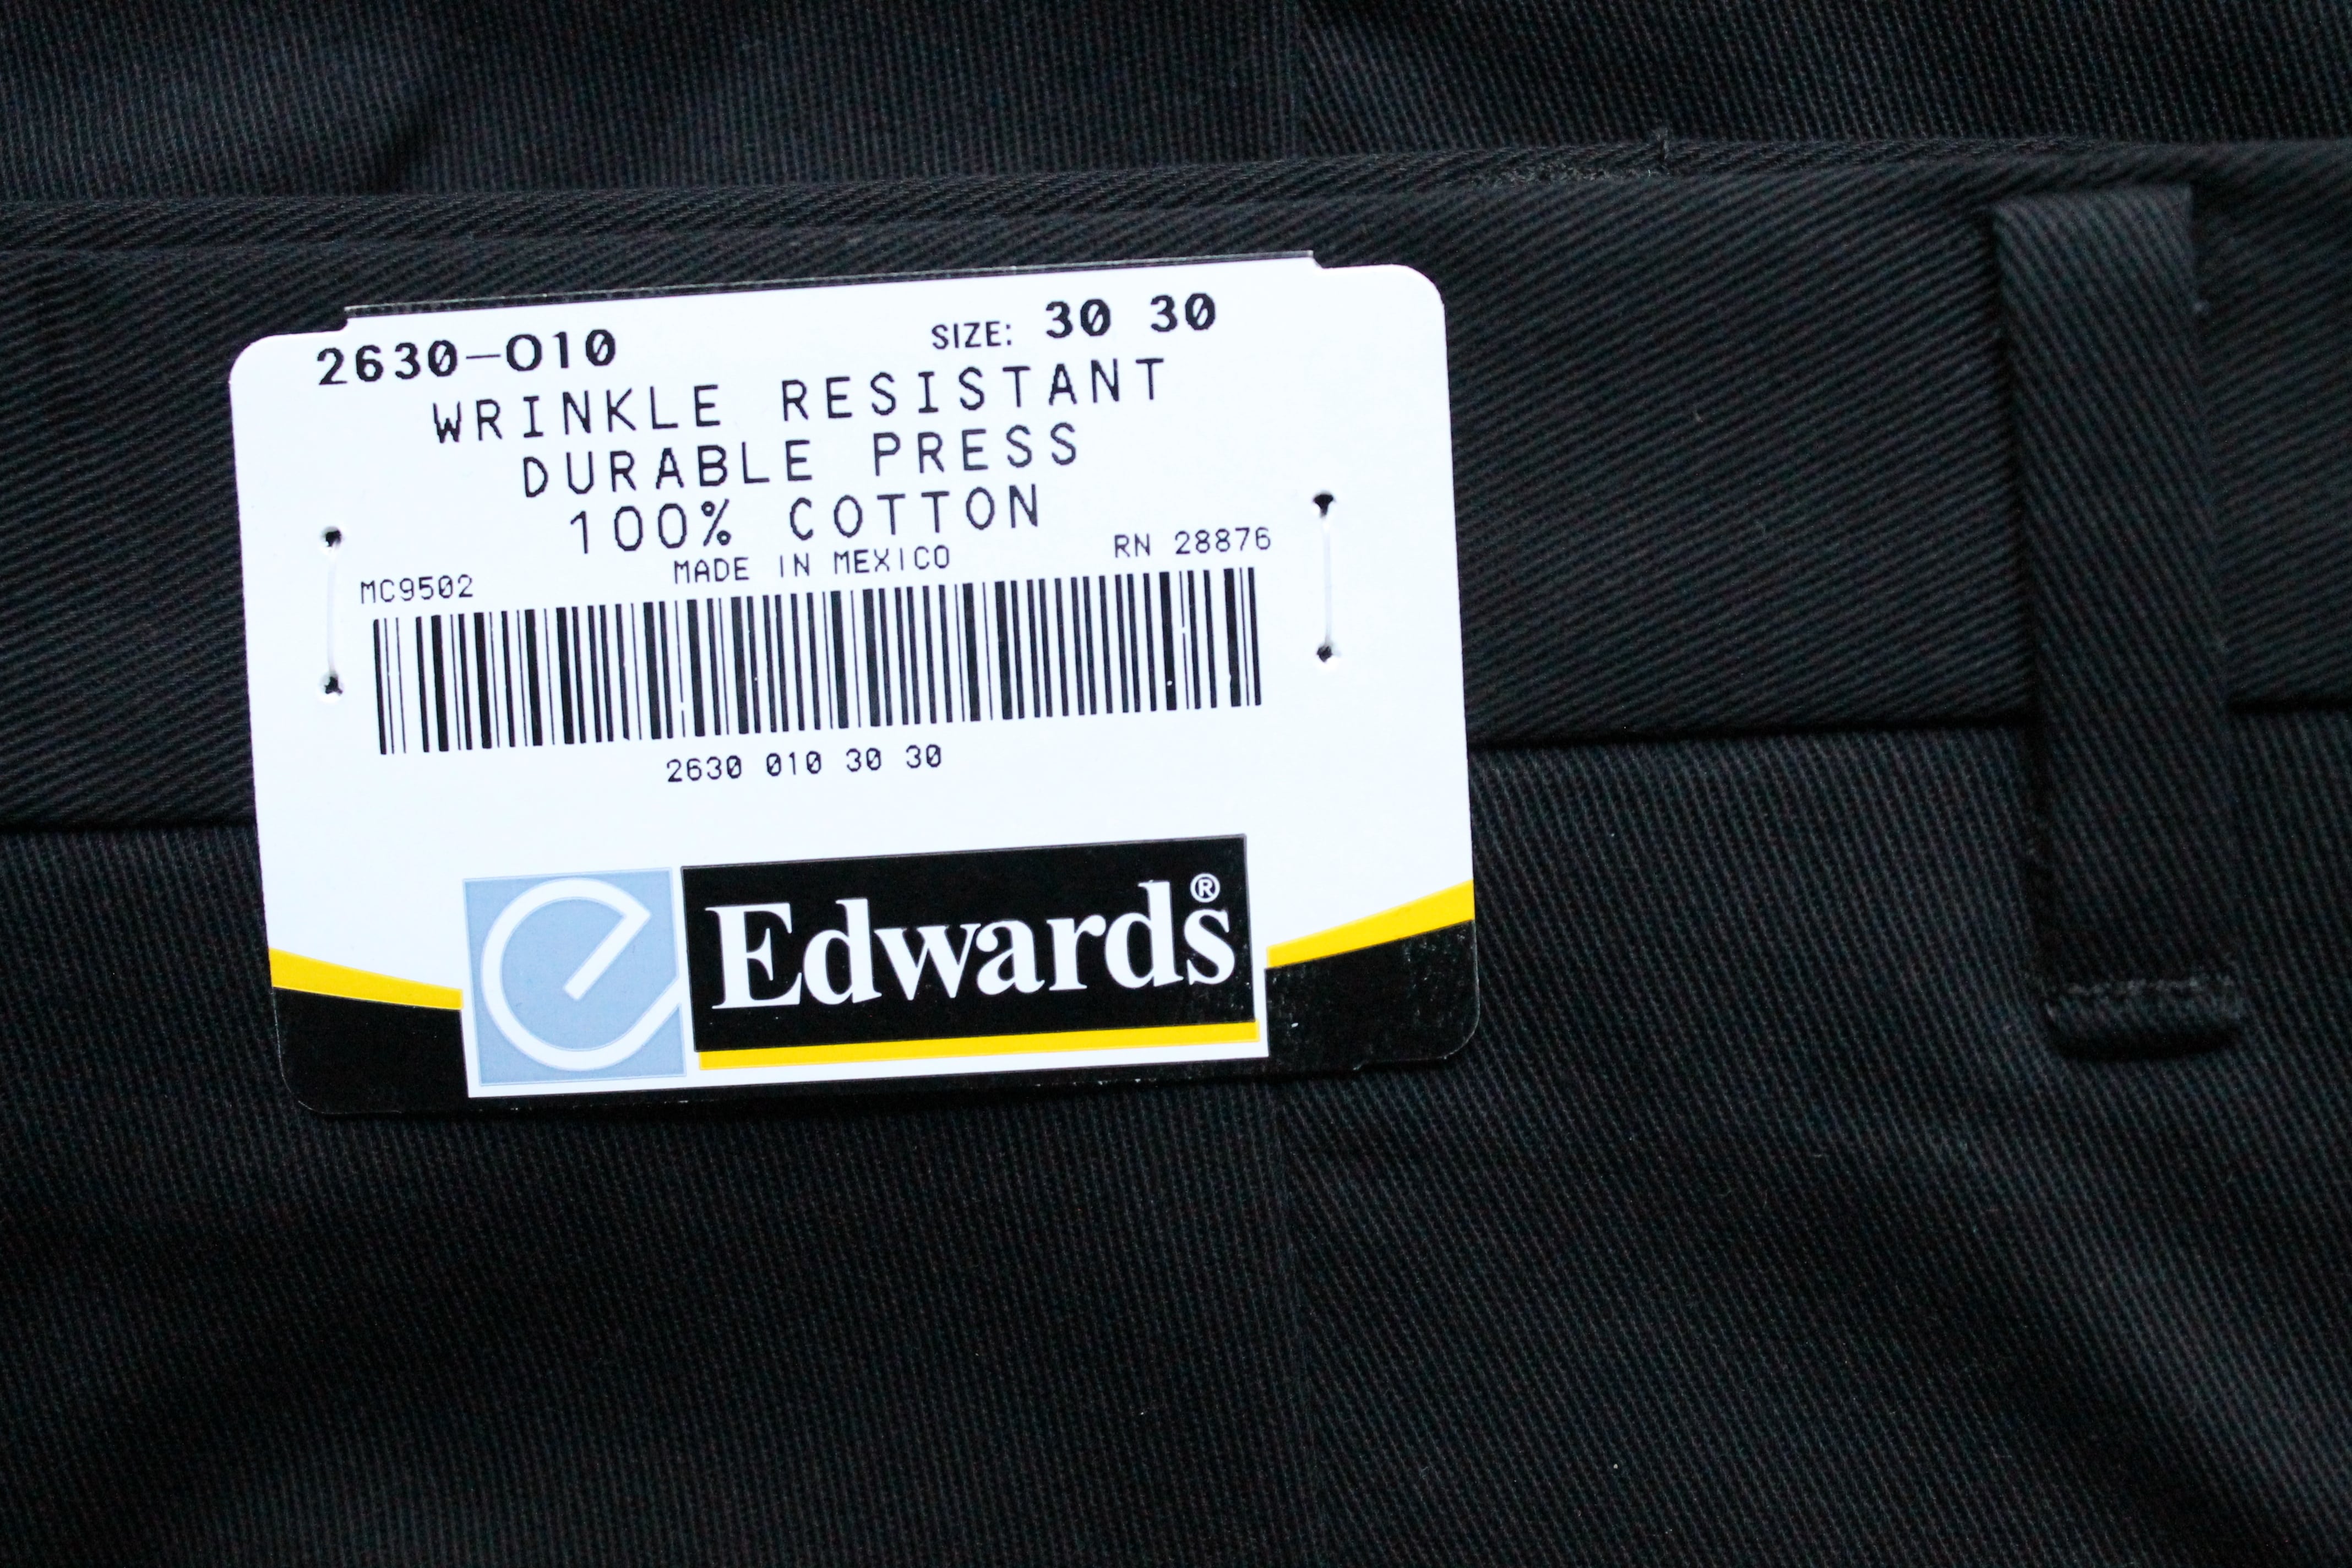 2630-O10 SIZE: 30 30
WRINKLE RESISTANT
DURABLE PRESS
100% COTTON
MC9502 MADE IN MEXICO RN 28876
2630 010 30 30
e Edwards®